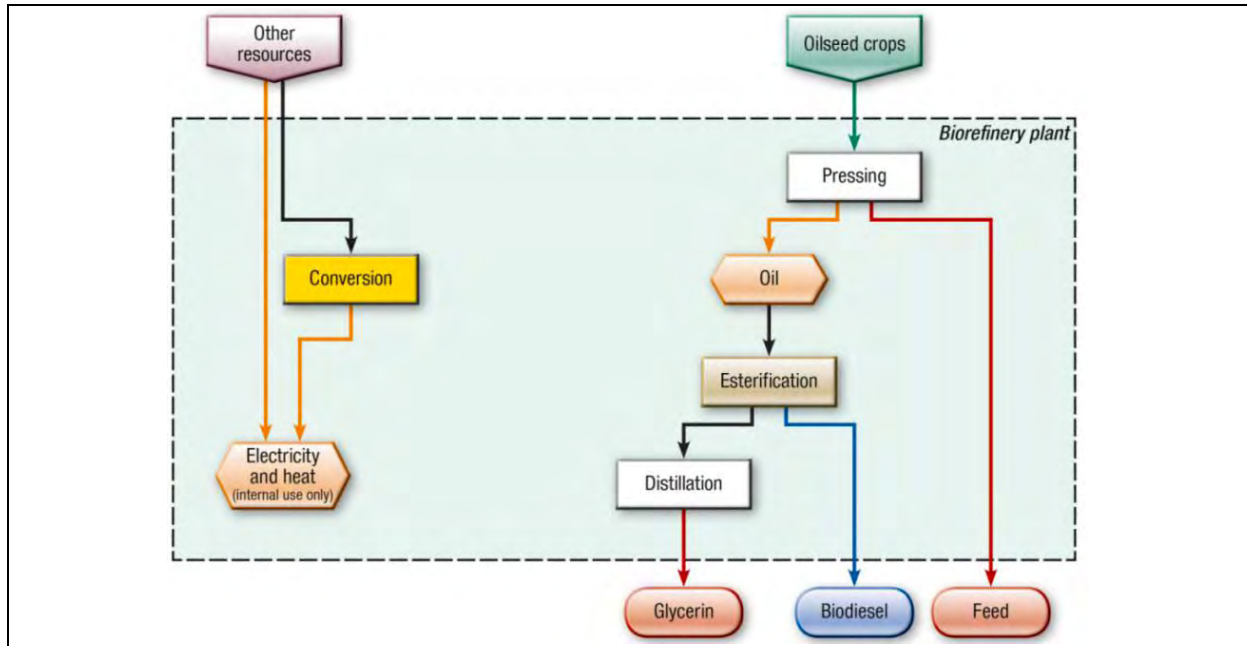 Other
resources
Oilseed crops
Biorefinery plant
Pressing
Conversion
Oil
Esterification
Electricity
and heat
(internal use only)
Distillation
Glycerin
Biodiesel
Feed